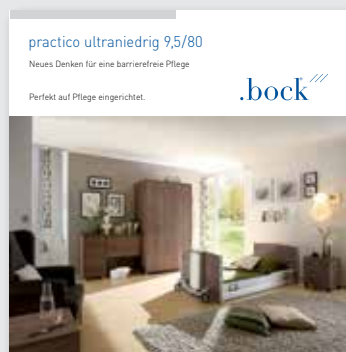 practico ultraniedrig 9,5/80
Neues Denken für eine barrierefreie Pflege
.bock
Perfekt auf Pflege eingerichtet.